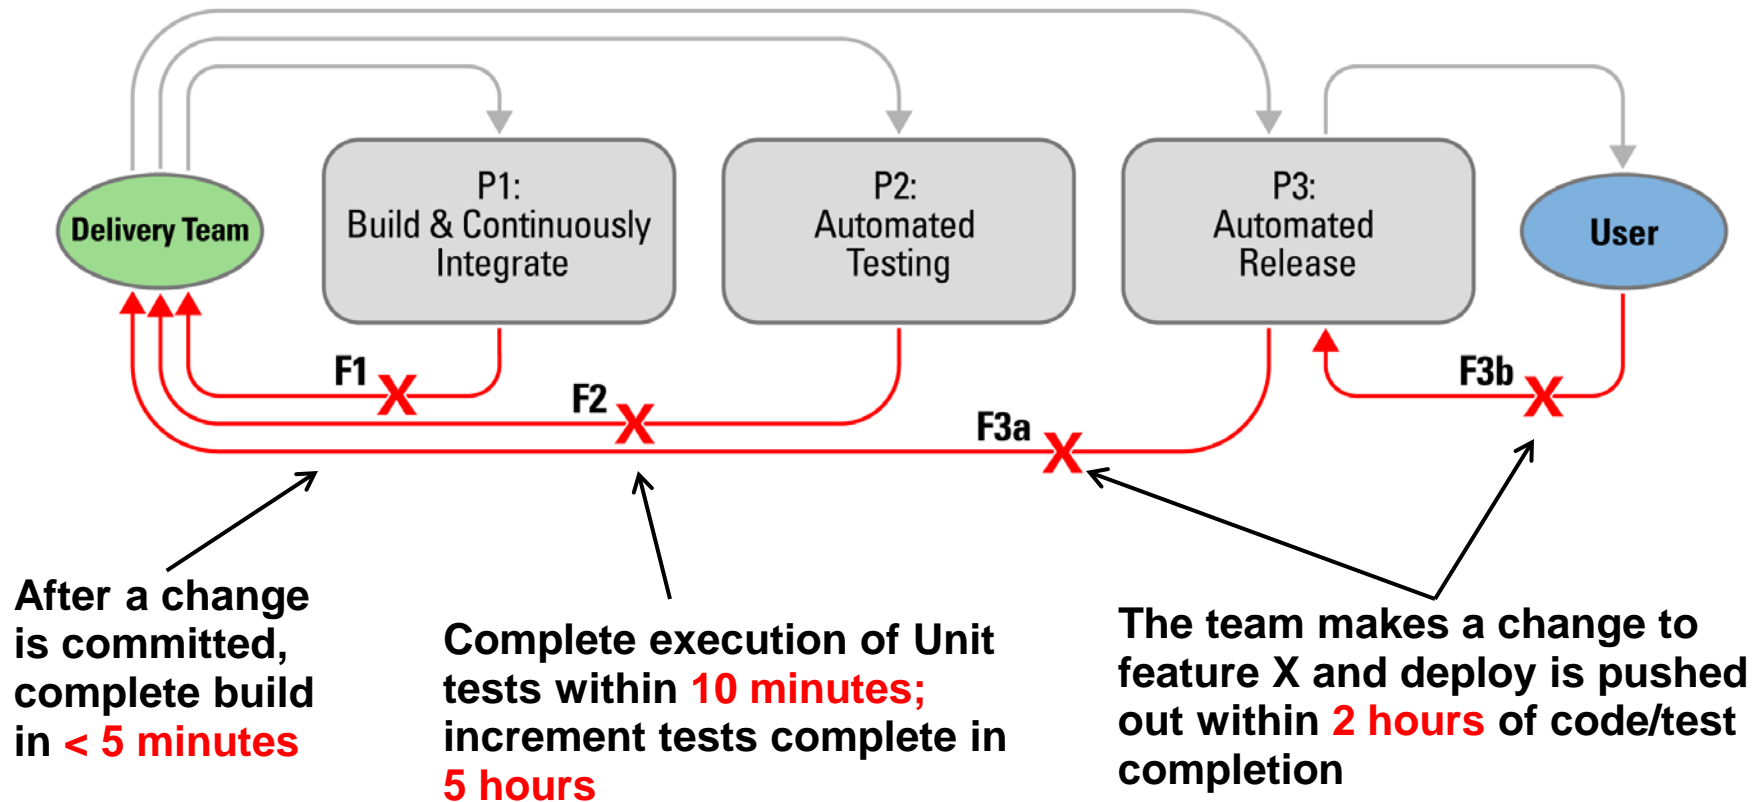 Delivery Team
P1:
Build & Continuously
Integrate
P2:
Automated
Testing
P3:
Automated
Release
User
F1
X
F2
X
F3a
X
F3b
X
After a change
is committed,
complete build
in < 5 minutes
Complete execution of Unit
tests within 10 minutes;
increment tests complete in
5 hours
The team makes a change to
feature X and deploy is pushed
out within 2 hours of code/test
completion